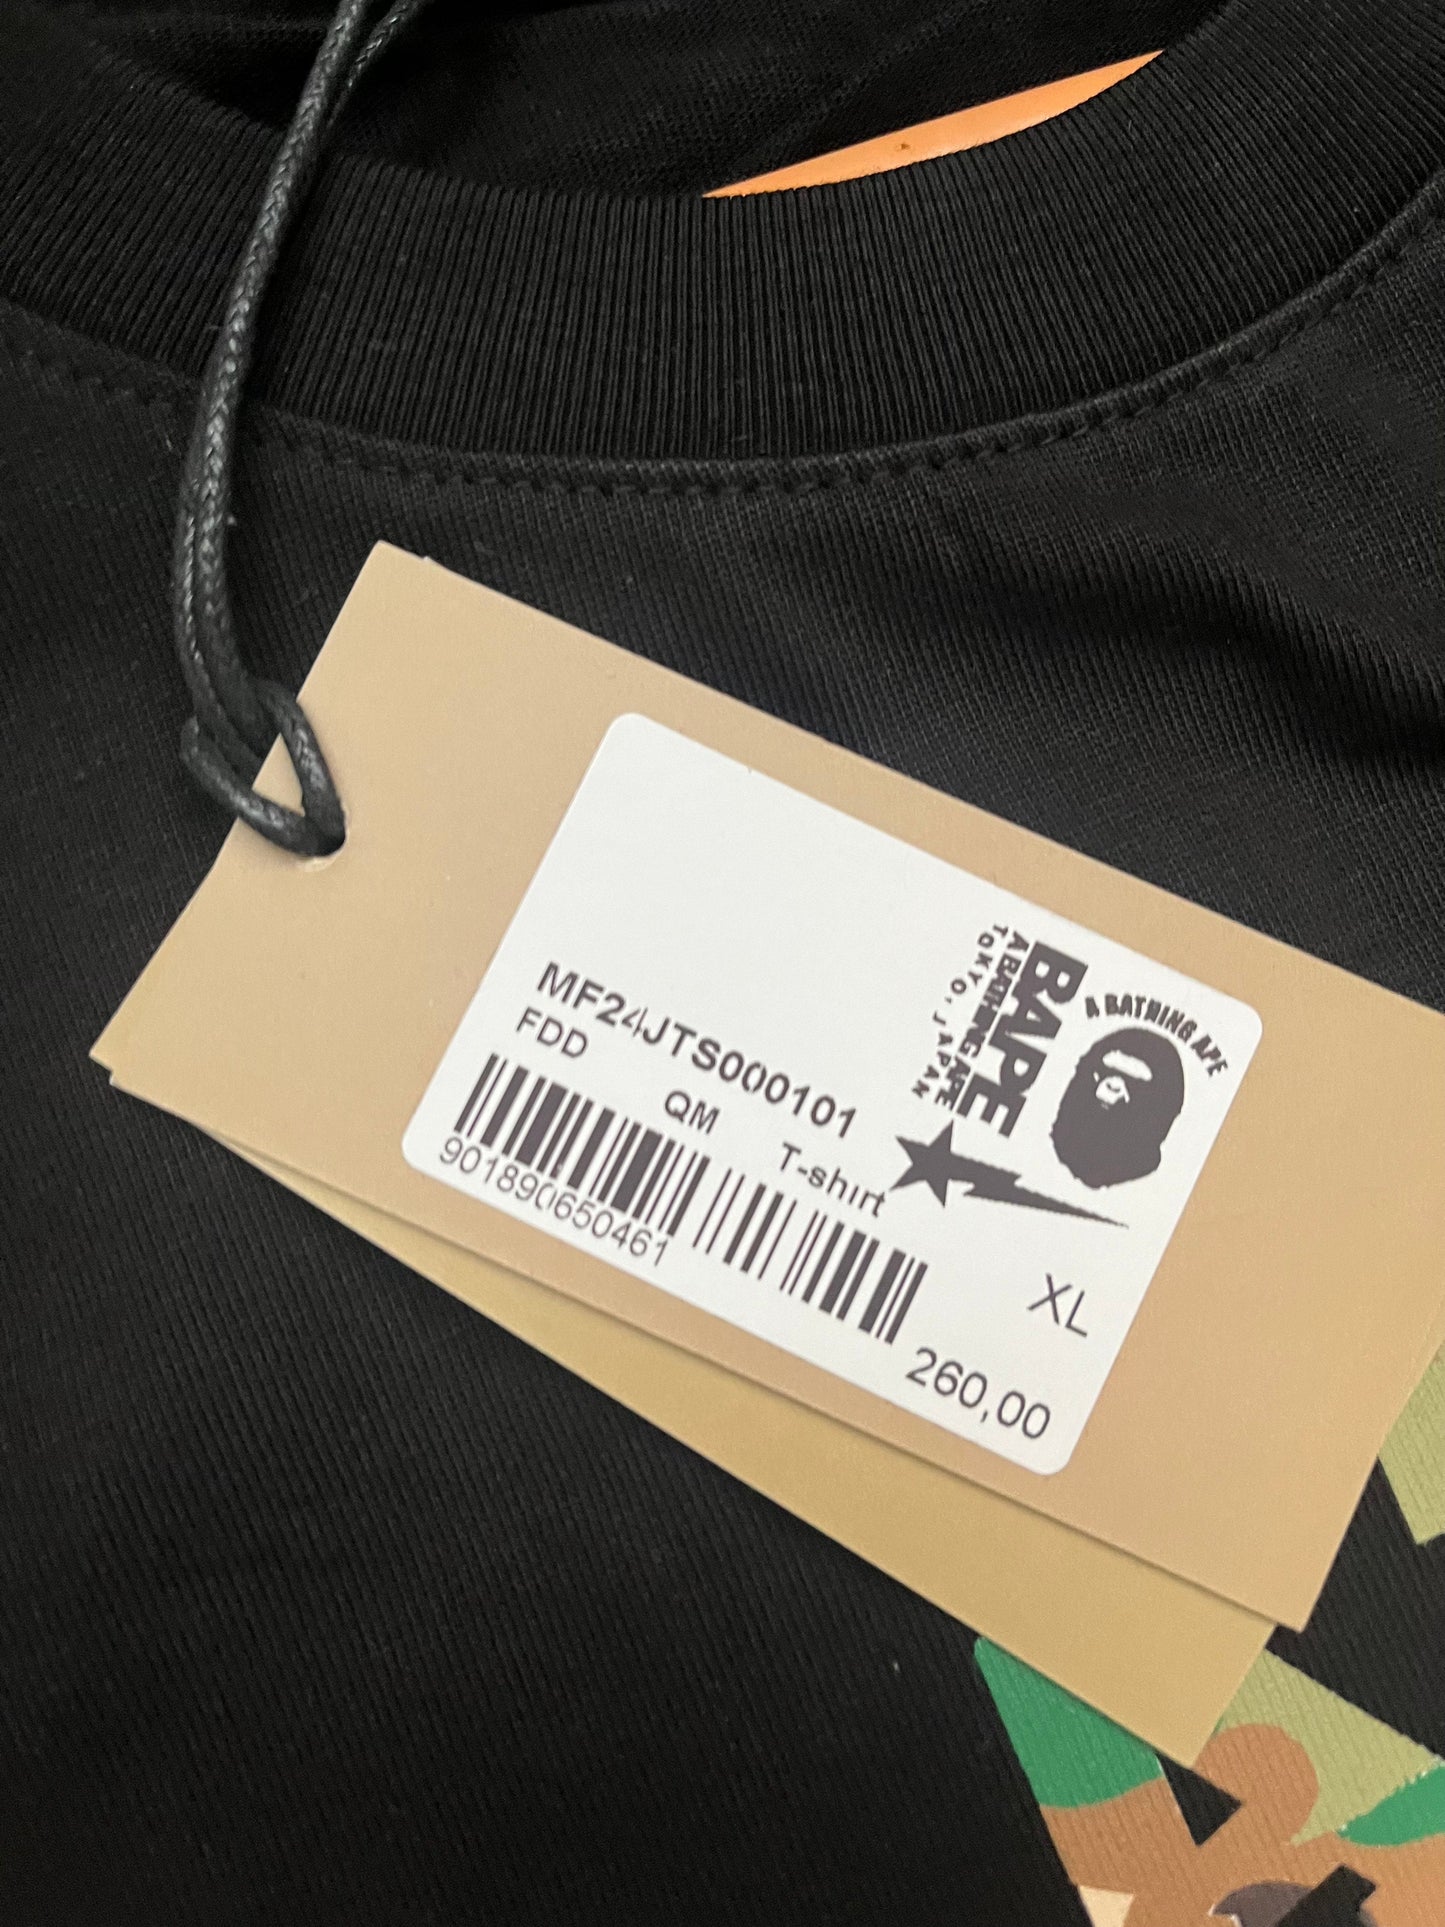 MF24JTS000101
FDD QM T-shirt
901890650461
XL
260,00
A BATHING APE
BAPE
A BATHING APE
TOKYO, JAPAN